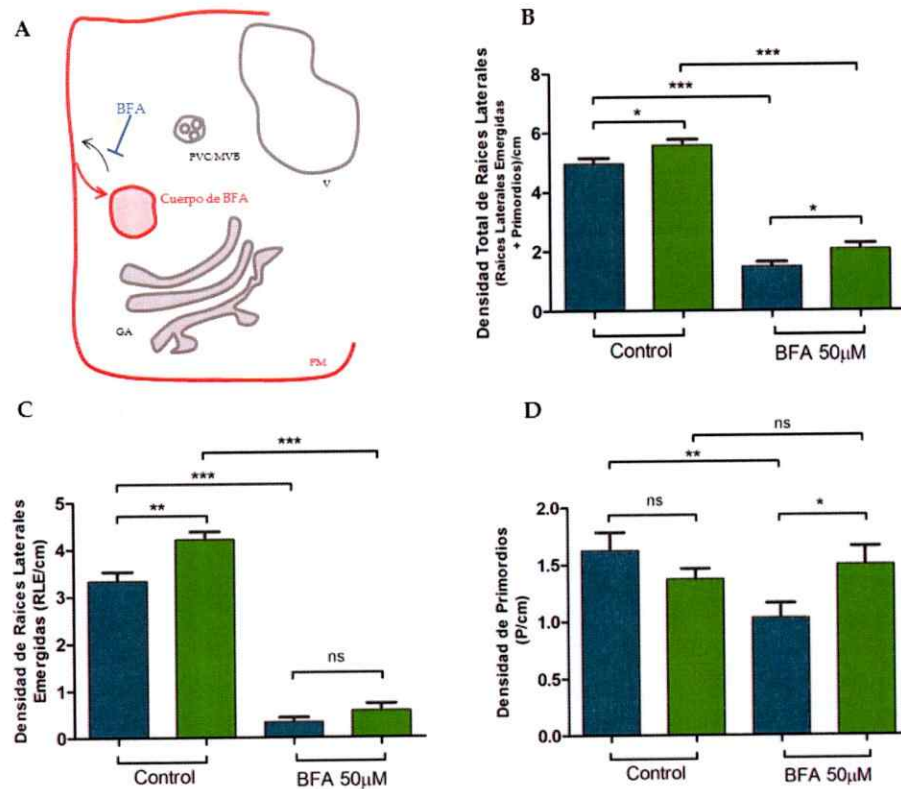 A
BFA
PVC/MVB
V
Cuerpo de BFA
GA
PM
B
Densidad Total de Raices Laterales
(Raices Laterales Emergidas
+ Primordios)/cm
8
6
4
2
0
***
***
*
*
Control
BFA 50µM
C
Densidad de Raices Laterales
Emergidas (RLE/cm)
5
4
3
2
1
0
***
***
**
ns
Control
BFA 50µM
D
Densidad de Primordios
(P/cm)
2.0
1.5
1.0
0.5
0.0
ns
**
ns
*
Control
BFA 50µM